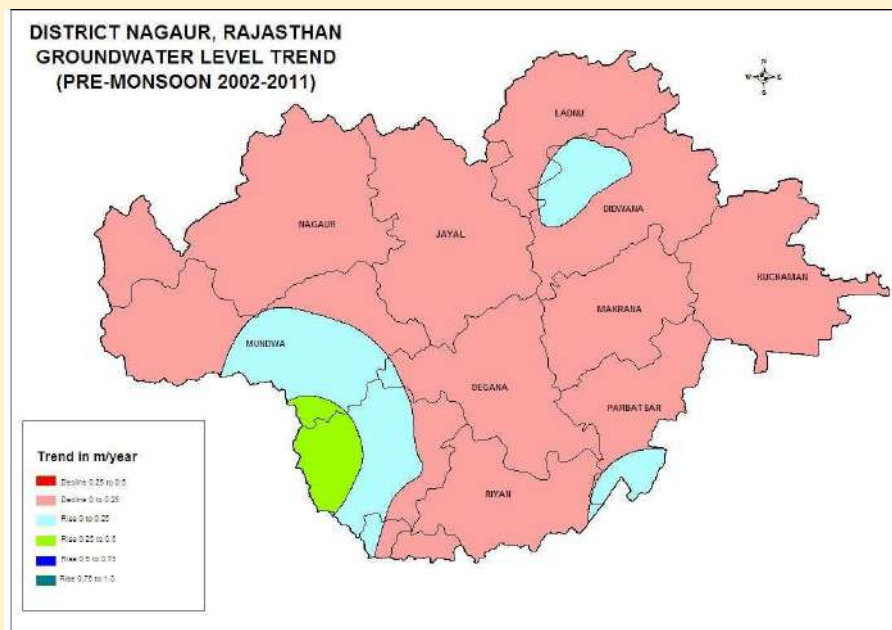 DISTRICT NAGAUR, RAJASTHAN
GROUNDWATER LEVEL TREND
(PRE-MONSOON 2002-2011)
N
W E
S
LADNU
DIDWANA
NAGAUR
JAYAL
KUCHAMAN
MAKRANA
MUNDWA
DEGANA
PARBATSAR
RIYAN
Trend in m/year
Decline 0.25 to 0.5
Decline 0 to 0.25
Rise 0 to 0.25
Rise 0.25 to 0.5
Rise 0.5 to 0.75
Rise 0.75 to 1.0